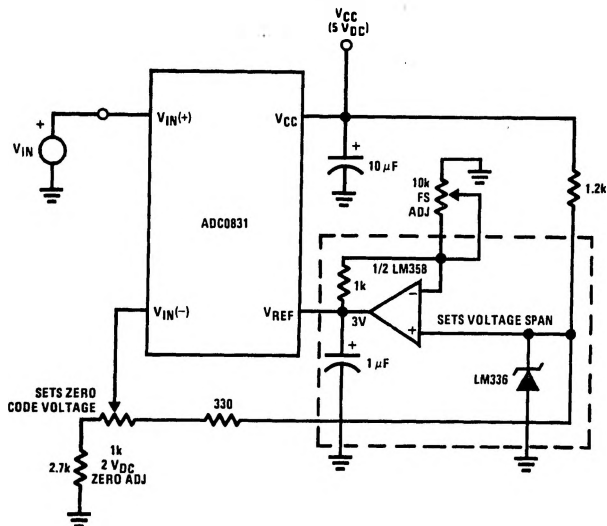 VCC
(5 VDC)
VIN(+)
VCC
+
VIN
+
10 µF
10k
FS
ADJ
1.2k
ADC0831
1/2 LM358
1k
−
VIN(−)
VREF
3V
+
SETS VOLTAGE SPAN
+
1 µF
LM336
SETS ZERO
CODE VOLTAGE
330
1k
2 VDC
ZERO ADJ
2.7k